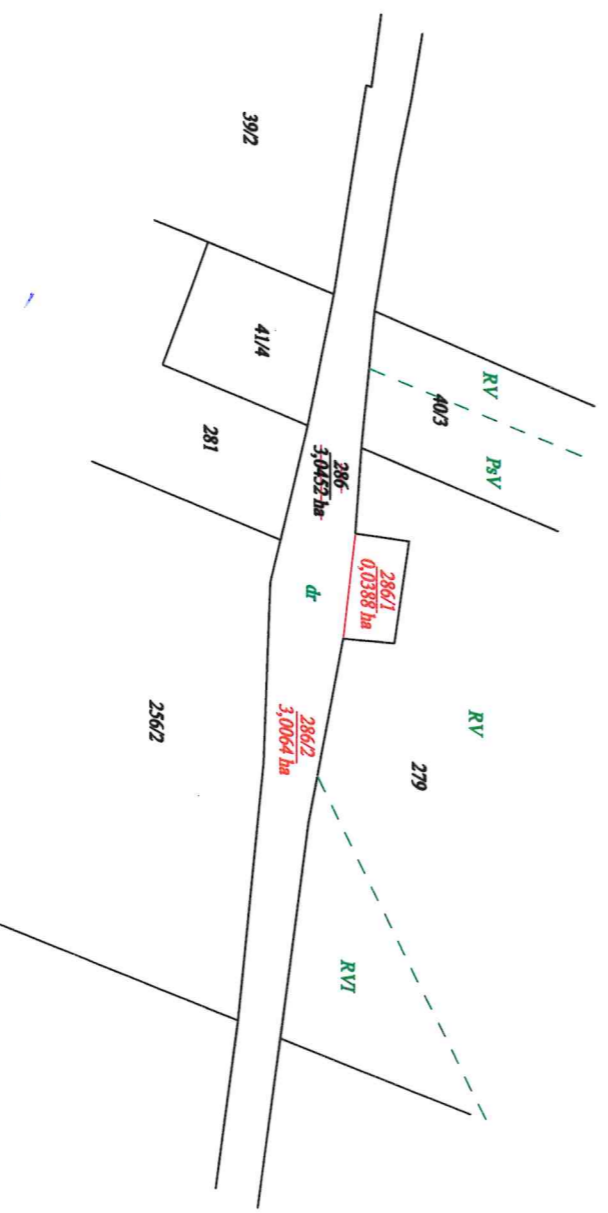 39/2
41/4
281
RV
40/3
PsV
286
3,0452 ha
286/1
0,0388 ha
dr
286/2
3,0064 ha
256/2
RV
279
RVI